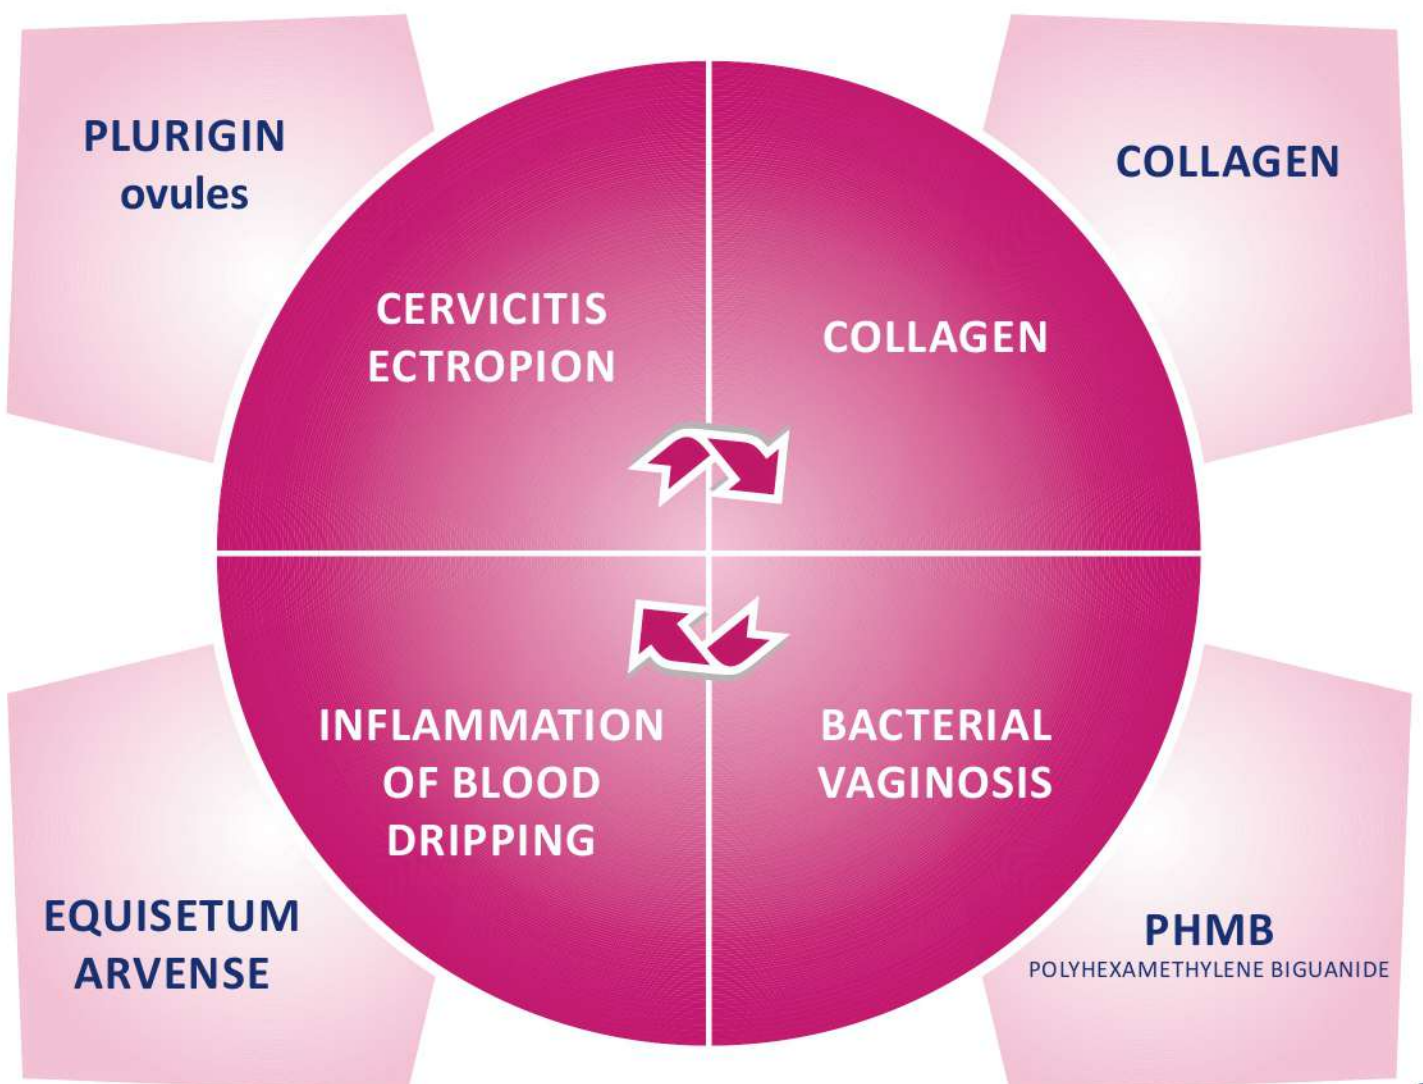 PLURIGIN
ovules
COLLAGEN
CERVICITIS
ECTROPION
COLLAGEN
INFLAMMATION
OF BLOOD
DRIPPING
BACTERIAL
VAGINOSIS
EQUISETUM
ARVENSE
PHMB
POLYHEXAMETHYLENE BIGUANIDE